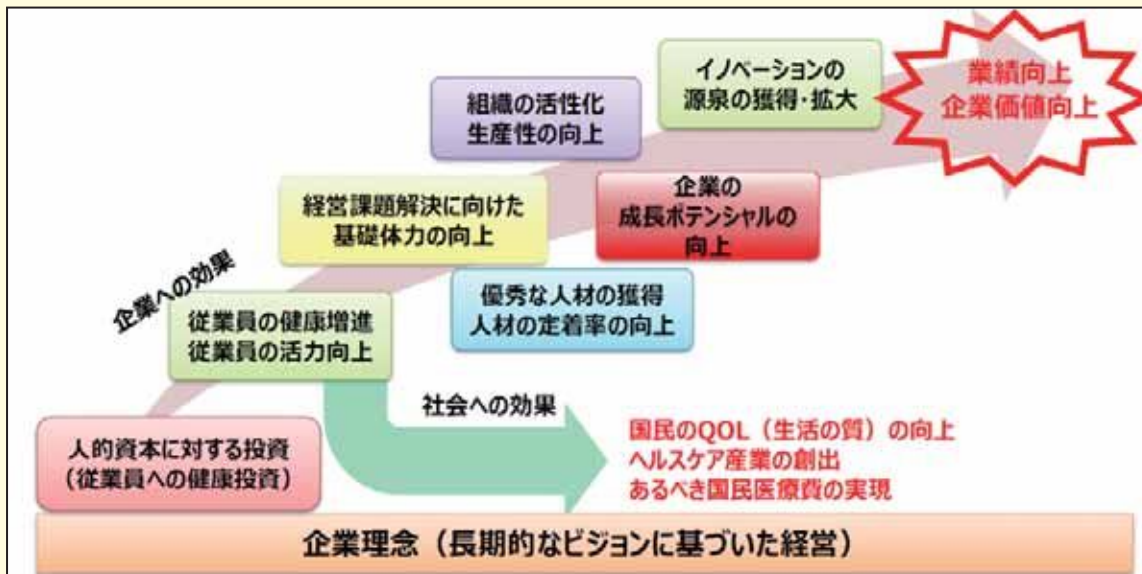 イノベーションの
源泉の獲得・拡大
業績向上
企業価値向上
組織の活性化
生産性の向上
企業の
成長ポテンシャルの
向上
経営課題解決に向けた
基礎体力の向上
優秀な人材の獲得
人材の定着率の向上
企業への効果
従業員の健康増進
従業員の活力向上
社会への効果
国民のQOL（生活の質）の向上
ヘルスケア産業の創出
あるべき国民医療費の実現
人的資本に対する投資
（従業員への健康投資）
企業理念（長期的なビジョンに基づいた経営）